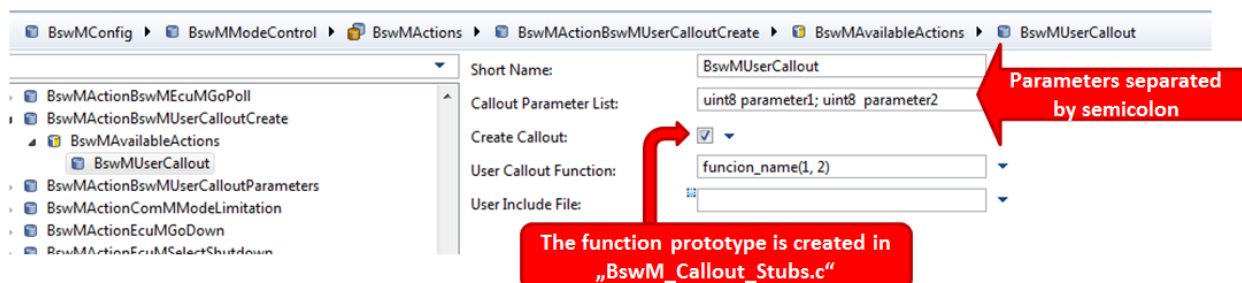 BswMConfig BswMModeControl BswMActions BswMActionBswMUserCalloutCreate BswMAvailableActions BswMUserCallout
Short Name: BswMUserCallout
Callout Parameter List: uint8 parameter1; uint8 parameter2
Create Callout:
User Callout Function: funcion_name(1, 2)
User Include File:
BswMActionBswMEcuMGoPoll
BswMActionBswMUserCalloutCreate
BswMAvailableActions
BswMUserCallout
BswMActionBswMUserCalloutParameters
BswMActionComMModeLimitation
BswMActionEcuMGoDown
BswMActionEcuMSelectShutdown
Parameters separated
by semicolon
The function prototype is created in
„BswM_Callout_Stubs.c“